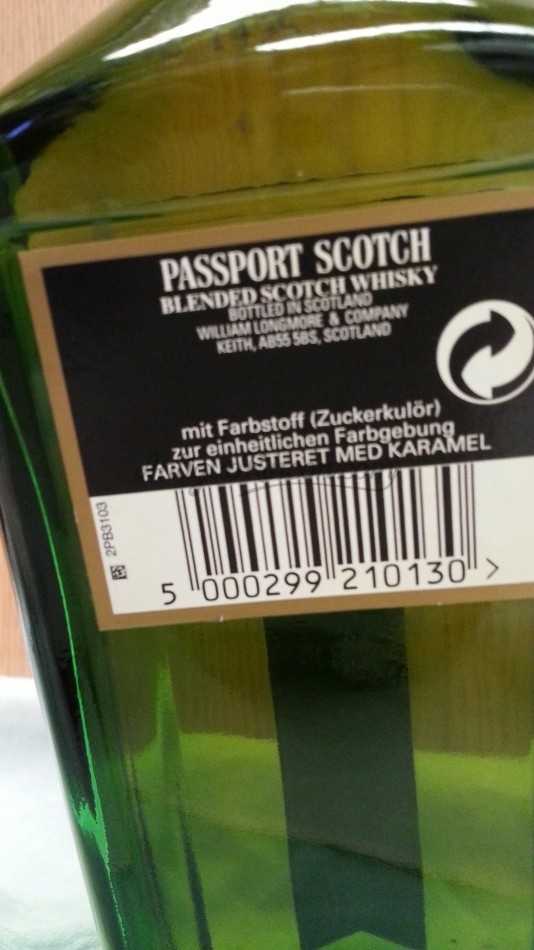 PASSPORT SCOTCH
BLENDED SCOTCH WHISKY
BOTTLED IN SCOTLAND
WILLIAM LONGMORE & COMPANY
KEITH, AB55 5BS, SCOTLAND
mit Farbstoff (Zuckerkulör)
zur einheitlichen Farbgebung
FARVEN JUSTERET MED KARAMEL
2PB3103
5 000299 210130 >